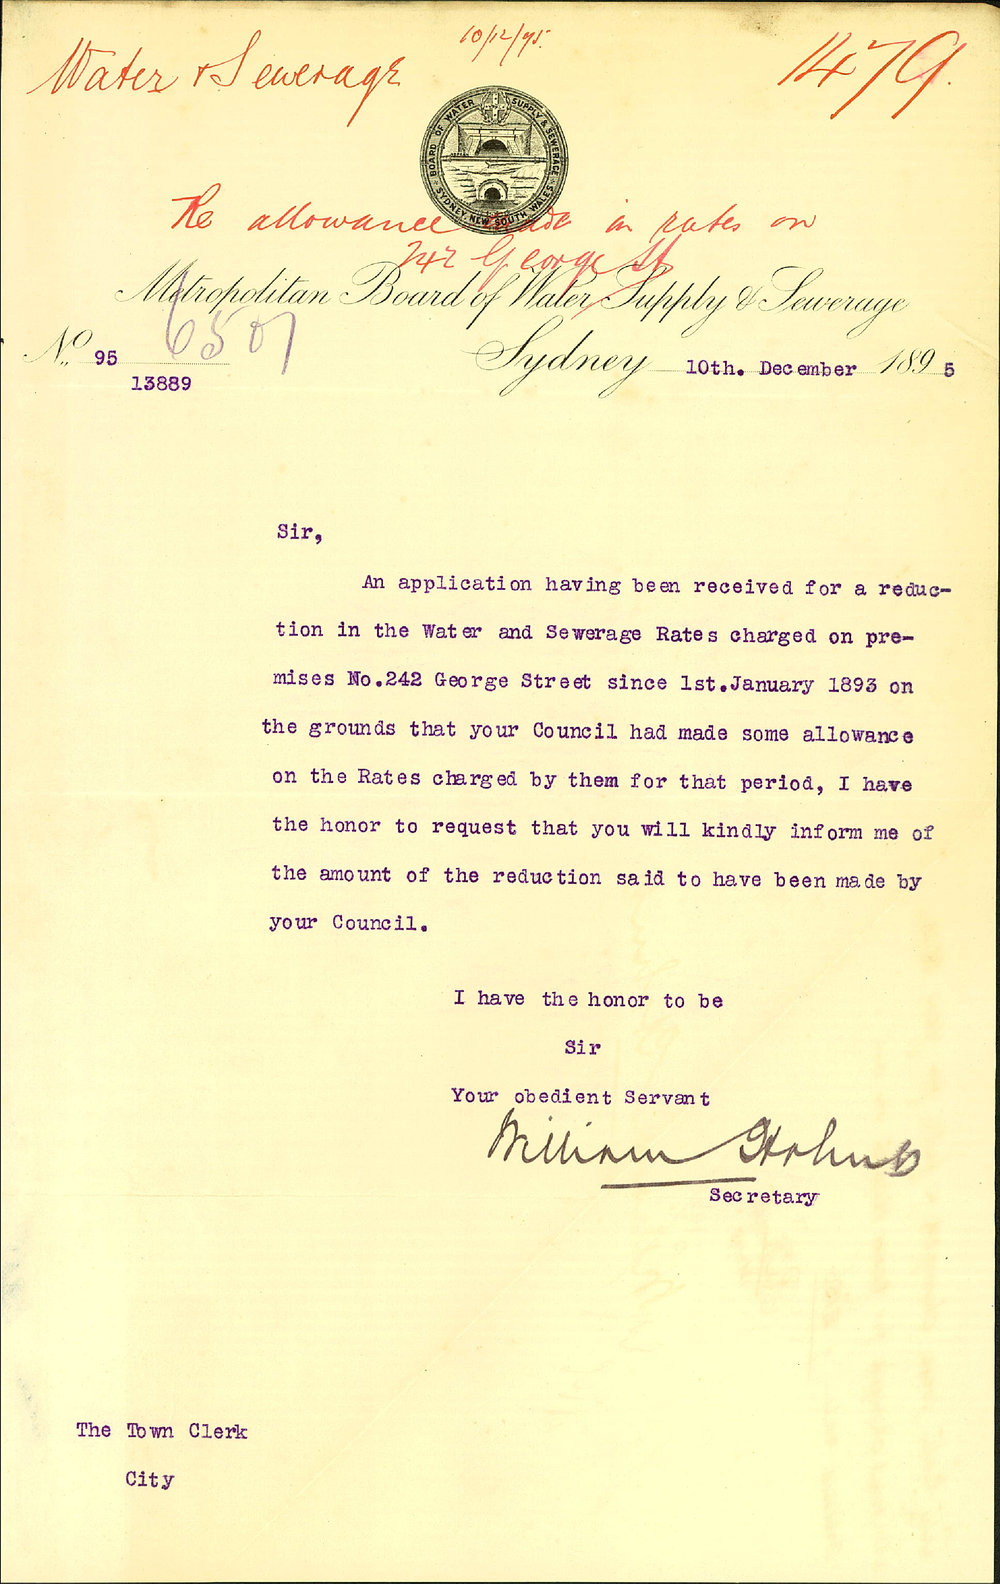 10/12/95.
Water & Sewerage
1479.
BOARD OF WATER SUPPLY & SEWERAGE
SYDNEY, NEW SOUTH WALES
Re allowance made in rates on
242 George St
Metropolitan Board of Water Supply & Sewerage
No. 95 6507
13889
Sydney 10th. December 1895
Sir,
An application having been received for a reduc-
tion in the Water and Sewerage Rates charged on pre-
mises No.242 George Street since 1st.January 1893 on
the grounds that your Council had made some allowance
on the Rates charged by them for that period, I have
the honor to request that you will kindly inform me of
the amount of the reduction said to have been made by
your Council.
I have the honor to be
Sir
Your obedient Servant
William
Secretary
The Town Clerk
City